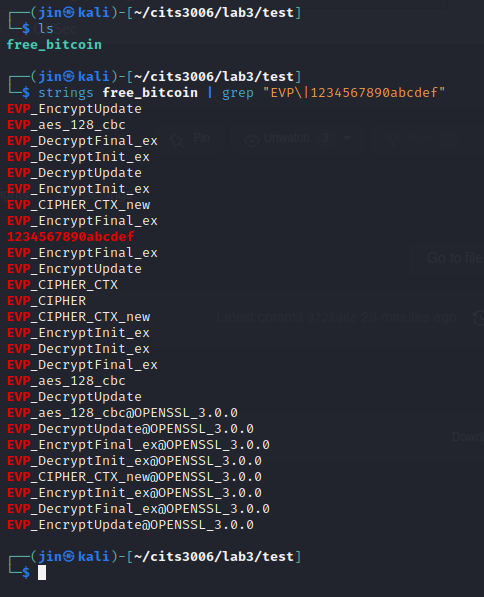 ┌──(jin㉿kali)-[~/cits3006/lab3/test]
└─$ ls
free_bitcoin
┌──(jin㉿kali)-[~/cits3006/lab3/test]
└─$ strings free_bitcoin | grep "EVP\|1234567890abcdef"
EVP_EncryptUpdate
EVP_aes_128_cbc
EVP_DecryptFinal_ex
EVP_DecryptInit_ex
EVP_DecryptUpdate
EVP_EncryptInit_ex
EVP_CIPHER_CTX_new
EVP_EncryptFinal_ex
1234567890abcdef
EVP_EncryptFinal_ex
EVP_EncryptUpdate
EVP_CIPHER_CTX
EVP_CIPHER
EVP_CIPHER_CTX_new
EVP_EncryptInit_ex
EVP_DecryptInit_ex
EVP_DecryptFinal_ex
EVP_aes_128_cbc
EVP_DecryptUpdate
EVP_aes_128_cbc@OPENSSL_3.0.0
EVP_DecryptUpdate@OPENSSL_3.0.0
EVP_EncryptFinal_ex@OPENSSL_3.0.0
EVP_DecryptInit_ex@OPENSSL_3.0.0
EVP_CIPHER_CTX_new@OPENSSL_3.0.0
EVP_EncryptInit_ex@OPENSSL_3.0.0
EVP_DecryptFinal_ex@OPENSSL_3.0.0
EVP_EncryptUpdate@OPENSSL_3.0.0
┌──(jin㉿kali)-[~/cits3006/lab3/test]
└─$